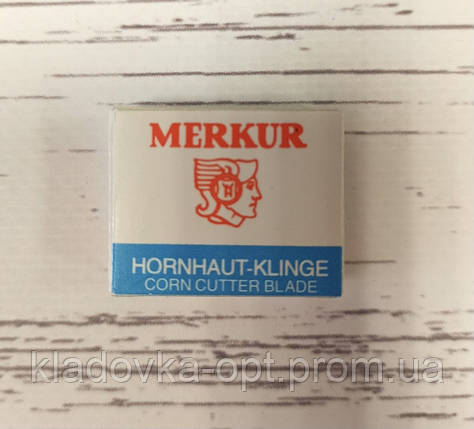 MERKUR
HORNHAUT-KLINGE
CORN CUTTER BLADE
kladovka-opt.prom.ua